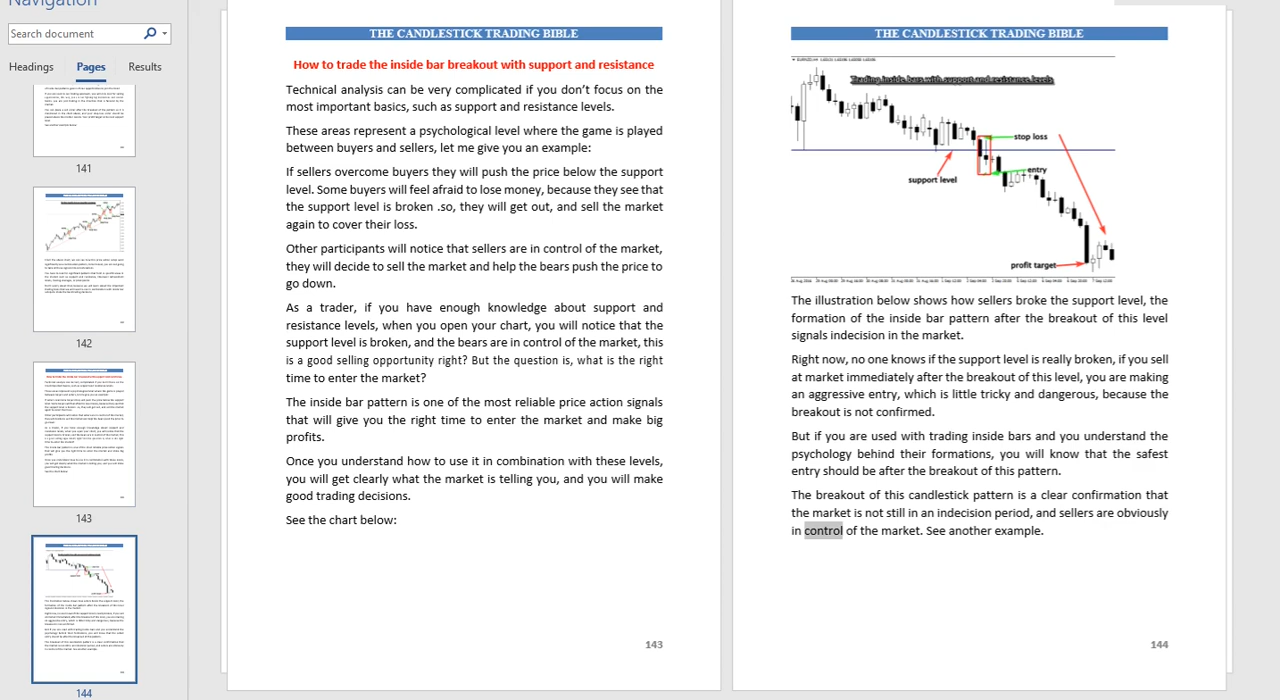 Navigation
Search document
Headings
Pages
Results
141
142
143
144
THE CANDLESTICK TRADING BIBLE
How to trade the inside bar breakout with support and resistance
Technical analysis can be very complicated if you don’t focus on the
most important basics, such as support and resistance levels.
These areas represent a psychological level where the game is played
between buyers and sellers, let me give you an example:
If sellers overcome buyers they will push the price below the support
level. Some buyers will feel afraid to lose money, because they see that
the support level is broken .so, they will get out, and sell the market
again to cover their loss.
Other participants will notice that sellers are in control of the market,
they will decide to sell the market and help the bears push the price to
go down.
As a trader, if you have enough knowledge about support and
resistance levels, when you open your chart, you will notice that the
support level is broken, and the bears are in control of the market, this
is a good selling opportunity right? But the question is, what is the right
time to enter the market?
The inside bar pattern is one of the most reliable price action signals
that will give you the right time to enter the market and make big
profits.
Once you understand how to use it in combination with these levels,
you will get clearly what the market is telling you, and you will make
good trading decisions.
See the chart below:
143
THE CANDLESTICK TRADING BIBLE
Trading inside bars with support and resistance levels
stop loss
support level
entry
profit target
The illustration below shows how sellers broke the support level, the
formation of the inside bar pattern after the breakout of this level
signals indecision in the market.
Right now, no one knows if the support level is really broken, if you sell
at market immediately after the breakout of this level, you are making
an aggressive entry, which is little tricky and dangerous, because the
breakout is not confirmed.
But if you are used with trading inside bars and you understand the
psychology behind their formations, you will know that the safest
entry should be after the breakout of this pattern.
The breakout of this candlestick pattern is a clear confirmation that
the market is not still in an indecision period, and sellers are obviously
in control of the market. See another example.
144